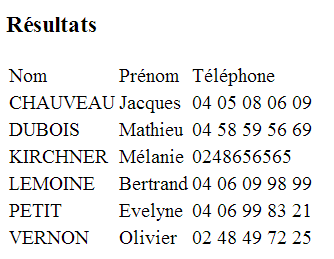 Résultats
Nom Prénom Téléphone
CHAUVEAU Jacques 04 05 08 06 09
DUBOIS Mathieu 04 58 59 56 69
KIRCHNER Mélanie 0248656565
LEMOINE Bertrand 04 06 09 98 99
PETIT Evelyne 04 06 99 83 21
VERNON Olivier 02 48 49 72 25